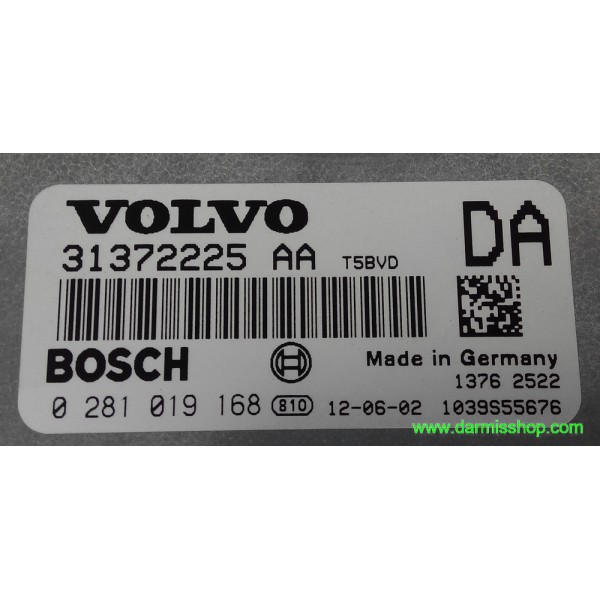 VOLVO
31372225 AA T5BVD DA
BOSCH Made in Germany
1376 2522
0 281 019 168 810 12-06-02 1039S55676
www.darmisshop.com